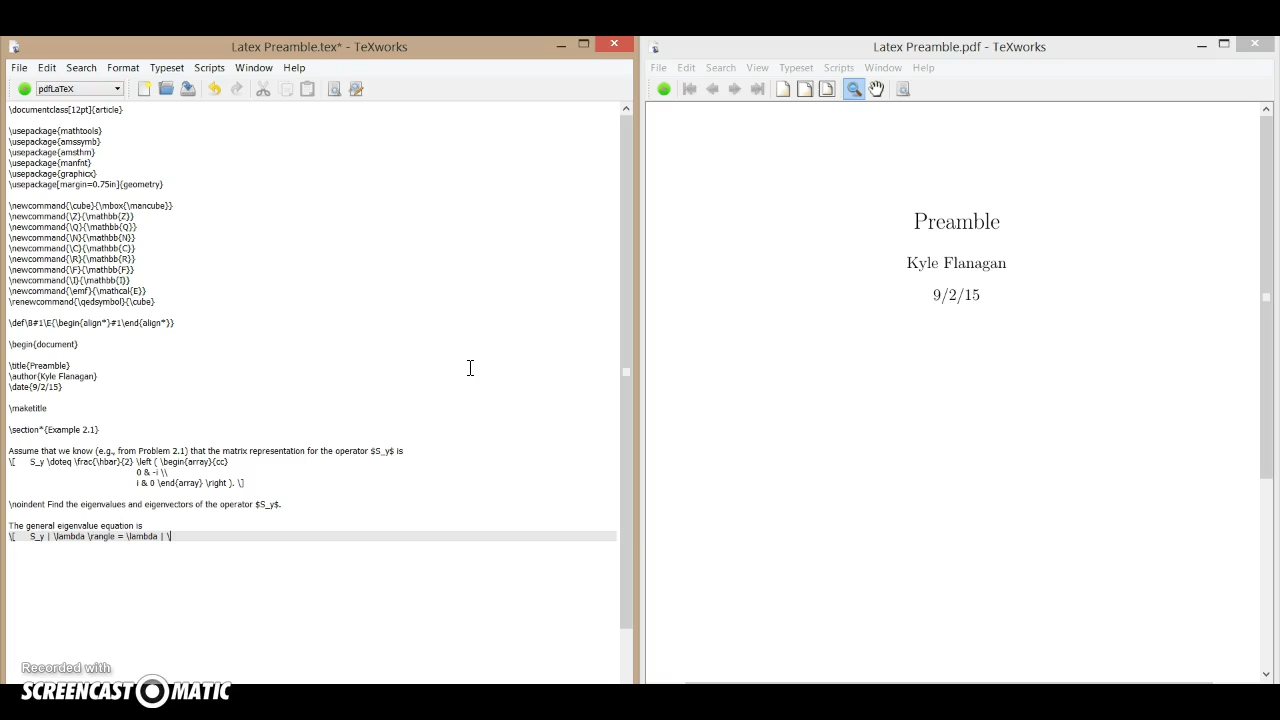 Latex Preamble.tex* - TeXworks
File Edit Search Format Typeset Scripts Window Help
pdfLaTeX
\documentclass[12pt]{article}
\usepackage{mathtools}
\usepackage{amssymb}
\usepackage{amsthm}
\usepackage{manfnt}
\usepackage{graphicx}
\usepackage[margin=0.75in]{geometry}
\newcommand{\cube}{\mbox{\mancube}}
\newcommand{\Z}{\mathbb{Z}}
\newcommand{\Q}{\mathbb{Q}}
\newcommand{\N}{\mathbb{N}}
\newcommand{\C}{\mathbb{C}}
\newcommand{\R}{\mathbb{R}}
\newcommand{\F}{\mathbb{F}}
\newcommand{\I}{\mathbb{I}}
\newcommand{\emf}{\mathcal{E}}
\renewcommand{\qedsymbol}{\cube}
\def\B#1\E{\begin{align*}#1\end{align*}}
\begin{document}
\title{Preamble}
\author{Kyle Flanagan}
\date{9/2/15}
\maketitle
\section*{Example 2.1}
Assume that we know (e.g., from Problem 2.1) that the matrix representation for the operator $S_y$ is
\[ S_y \doteq \frac{\hbar}{2} \left ( \begin{array}{cc}
0 & -i \\
i & 0 \end{array} \right ). \]
\noindent Find the eigenvalues and eigenvectors of the operator $S_y$.
The general eigenvalue equation is
\[ S_y | \lambda \rangle = \lambda | \
Recorded with
SCREENCAST O MATIC
Latex Preamble.pdf - TeXworks
File Edit Search View Typeset Scripts Window Help
Preamble
Kyle Flanagan
9/2/15